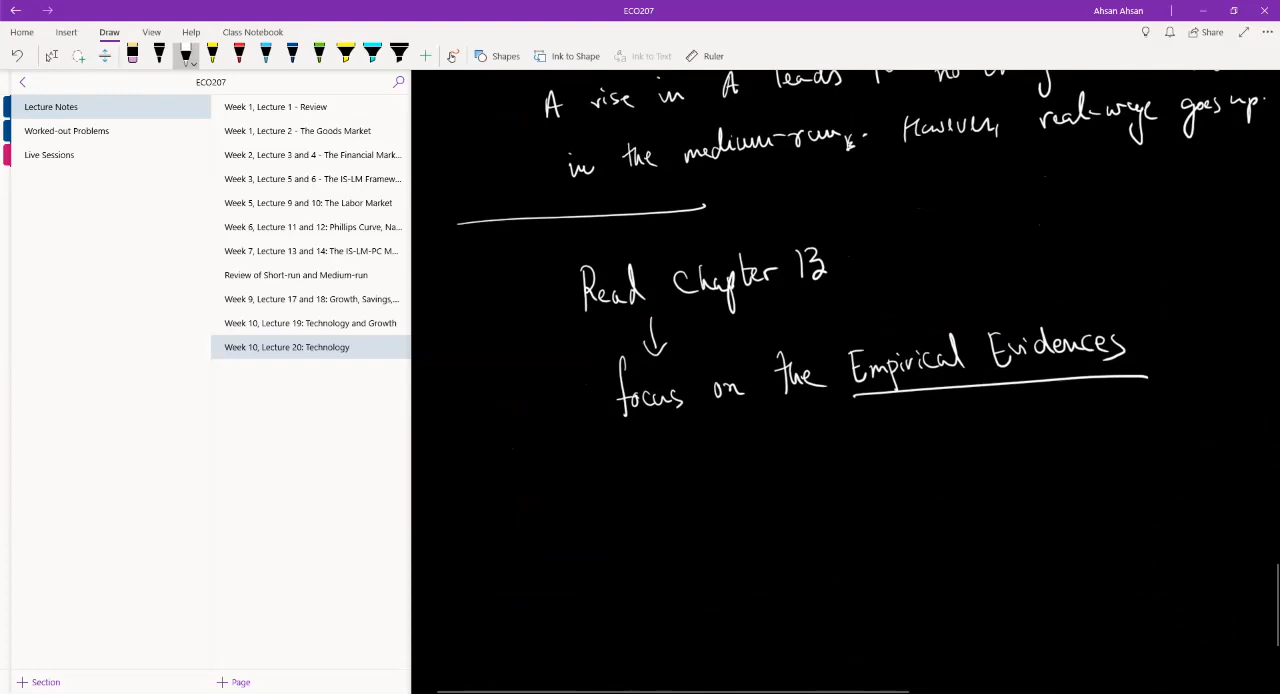 ECO207
Ahsan Ahsan
Home Insert Draw View Help Class Notebook
Share
Shapes Ink to Shape Ink to Text Ruler
ECO207
Lecture Notes
Worked-out Problems
Live Sessions
Week 1, Lecture 1 - Review
Week 1, Lecture 2 - The Goods Market
Week 2, Lecture 3 and 4 - The Financial Mark...
Week 3, Lecture 5 and 6 - The IS-LM Framew...
Week 5, Lecture 9 and 10: The Labor Market
Week 6, Lecture 11 and 12: Phillips Curve, Na...
Week 7, Lecture 13 and 14: The IS-LM-PC M...
Review of Short-run and Medium-run
Week 9, Lecture 17 and 18: Growth, Savings,...
Week 10, Lecture 19: Technology and Growth
Week 10, Lecture 20: Technology
A rise in A leads to no
in the medium-run. However, real-wage goes up.
Read Chapter 13
focus on the Empirical Evidences
Section
Page